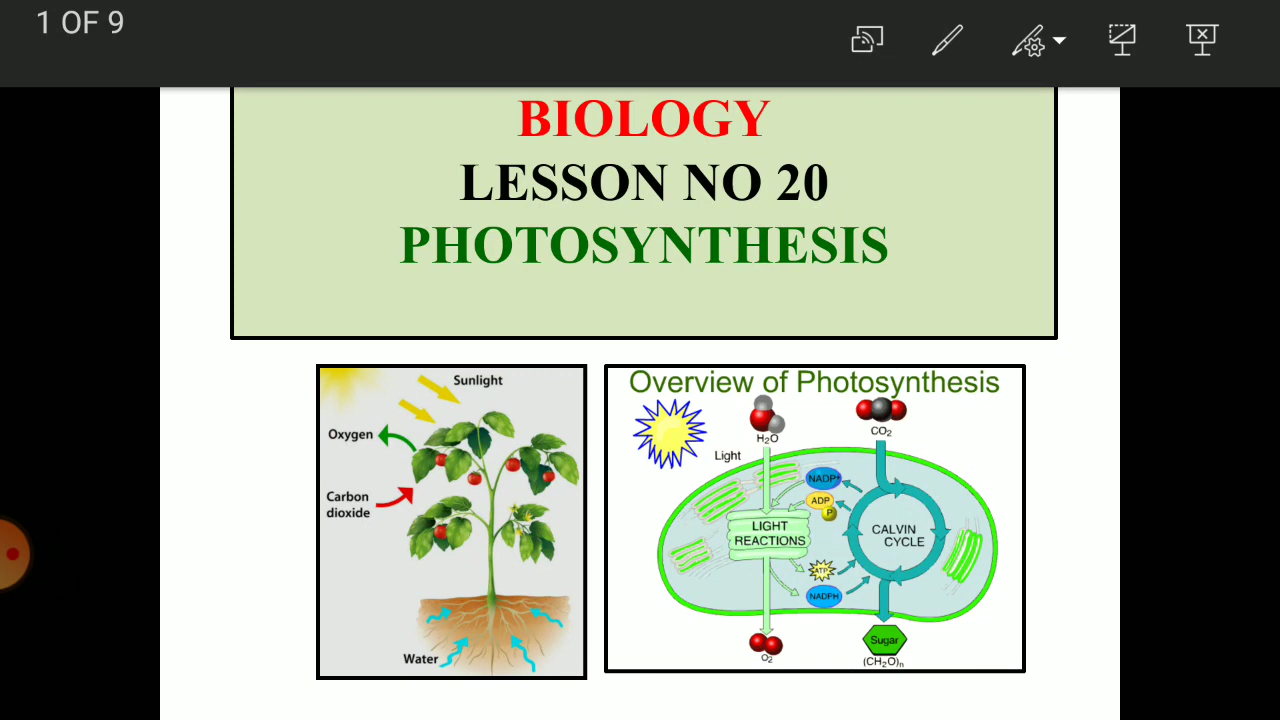 1 OF 9
BIOLOGY
LESSON NO 20
PHOTOSYNTHESIS
Sunlight
Oxygen
Carbon
dioxide
Water
Overview of Photosynthesis
H₂O
CO₂
Light
NADP+
ADP
P
LIGHT
REACTIONS
CALVIN
CYCLE
ATP
NADPH
O₂
Sugar
(CH₂O)ₙ